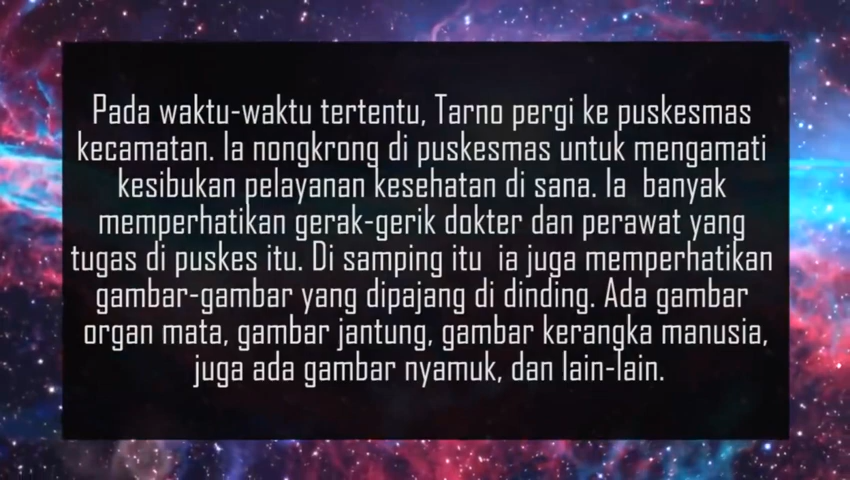 Pada waktu-waktu tertentu, Tarno pergi ke puskesmas
kecamatan. Ia nongkrong di puskesmas untuk mengamati
kesibukan pelayanan kesehatan di sana. Ia banyak
memperhatikan gerak-gerik dokter dan perawat yang
tugas di puskes itu. Di samping itu ia juga memperhatikan
gambar-gambar yang dipajang di dinding. Ada gambar
organ mata, gambar jantung, gambar kerangka manusia,
juga ada gambar nyamuk, dan lain-lain.